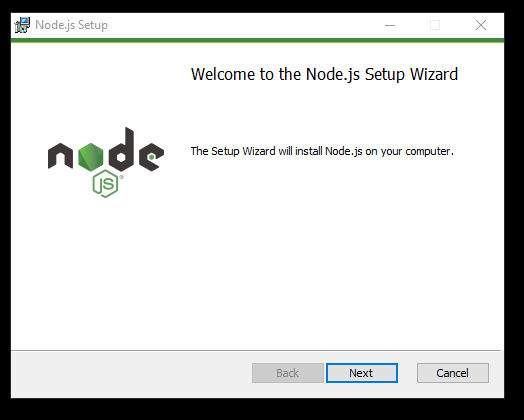 Node.js Setup
Welcome to the Node.js Setup Wizard
node
JS
The Setup Wizard will install Node.js on your computer.
Back
Next
Cancel